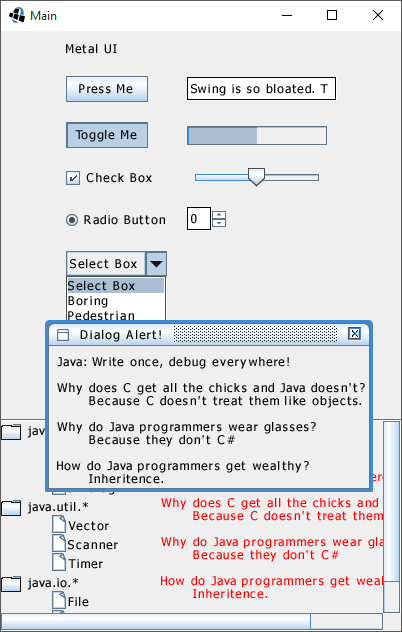 Main
Metal UI
Press Me
Swing is so bloated. T
Toggle Me
Check Box
Radio Button
0
Select Box
Select Box
Boring
Pedestrian
Dialog Alert!
Java: Write once, debug everywhere!
Why does C get all the chicks and Java doesn't?
Because C doesn't treat them like objects.
Why do Java programmers wear glasses?
Because they don't C#
How do Java programmers get wealthy?
Inheritence.
java.util.*
Why does C get all the chicks and
Because C doesn't treat them
Vector
Scanner
Why do Java programmers wear gla
Because they don't C#
Timer
java.io.*
How do Java programmers get weal
Inheritence.
File